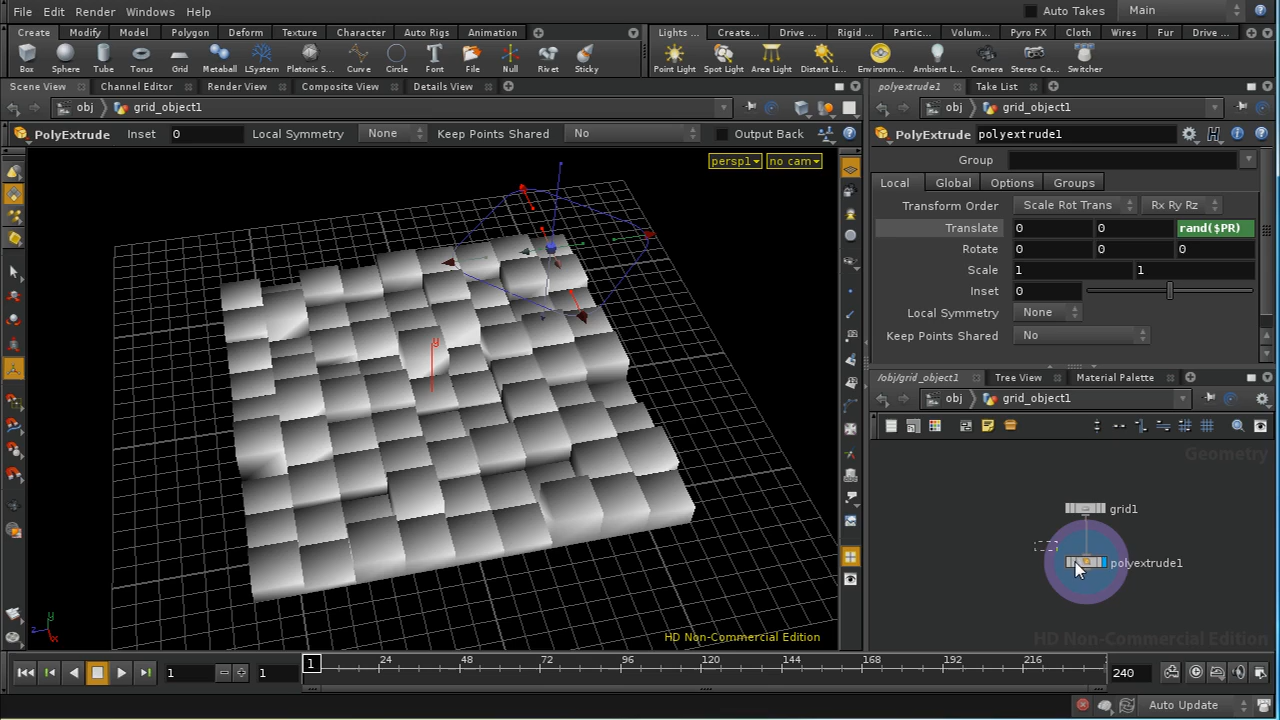 File Edit Render Windows Help Auto Takes Main
Create Modify Model Polygon Deform Texture Character Auto Rigs Animation Lights ... Create... Drive ... Rigid ... Partic... Volum... Pyro FX Cloth Wires Fur Drive ...
Box Sphere Tube Torus Grid Metaball LSystem Platonic S... Curve Circle Font File Null Rivet Sticky Point Light Spot Light Area Light Distant Li... Environm... Ambient L... Camera Stereo Ca... Switcher
Scene View Channel Editor Render View Composite View Details View
obj grid_object1
PolyExtrude Inset 0 Local Symmetry None Keep Points Shared No Output Back
persp1 no cam
y
y
z
x
HD Non-Commercial Edition
polyextrude1 Take List
obj grid_object1
PolyExtrude polyextrude1
Group
Local Global Options Groups
Transform Order Scale Rot Trans Rx Ry Rz
Translate 0 0 rand($PR)
Rotate 0 0 0
Scale 1 1
Inset 0
Local Symmetry None
Keep Points Shared No
/obj/grid_object1 Tree View Material Palette
obj grid_object1
Geometry
grid1
polyextrude1
HD Non-Commercial Edition
1 1 1 24 48 72 96 120 144 168 192 216 240
Auto Update